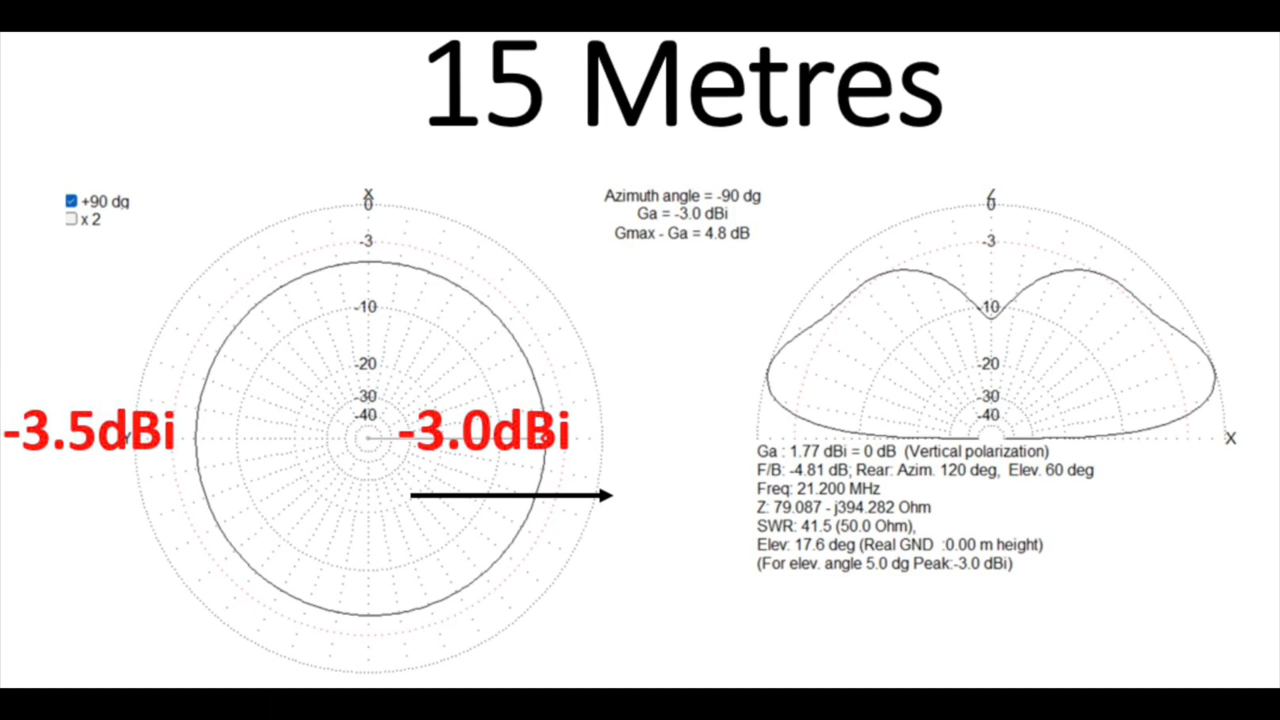 15 Metres
+90 dg
x 2
X
0
-3
-10
-20
-30
-40
-3.5dBi
-3.0dBi
Azimuth angle = -90 dg
Ga = -3.0 dBi
Gmax - Ga = 4.8 dB
0
-3
-10
-20
-30
-40
X
Ga : 1.77 dBi = 0 dB (Vertical polarization)
F/B: -4.81 dB; Rear: Azim. 120 deg, Elev. 60 deg
Freq: 21.200 MHz
Z: 79.087 - j394.282 Ohm
SWR: 41.5 (50.0 Ohm),
Elev: 17.6 deg (Real GND :0.00 m height)
(For elev. angle 5.0 dg Peak:-3.0 dBi)